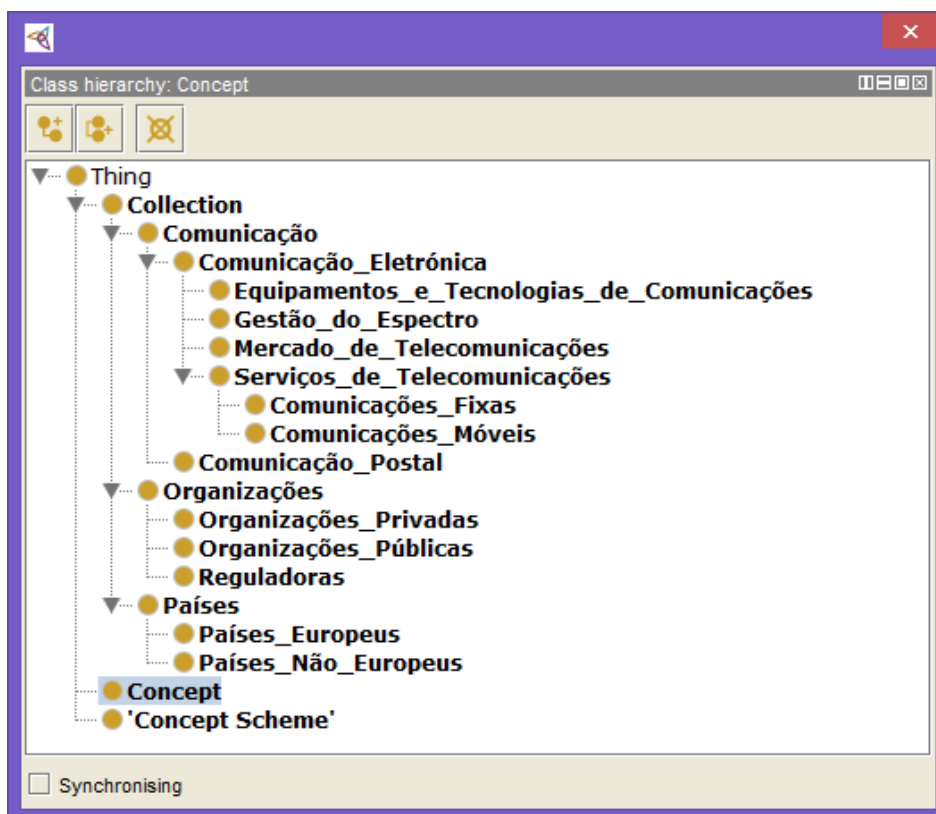 Class hierarchy: Concept
Thing
Collection
Comunicação
Comunicação_Eletrónica
Equipamentos_e_Tecnologias_de_Comunicações
Gestão_do_Espectro
Mercado_de_Telecomunicações
Serviços_de_Telecomunicações
Comunicações_Fixas
Comunicações_Móveis
Comunicação_Postal
Organizações
Organizações_Privadas
Organizações_Públicas
Reguladoras
Países
Países_Europeus
Países_Não_Europeus
Concept
'Concept Scheme'
Synchronising